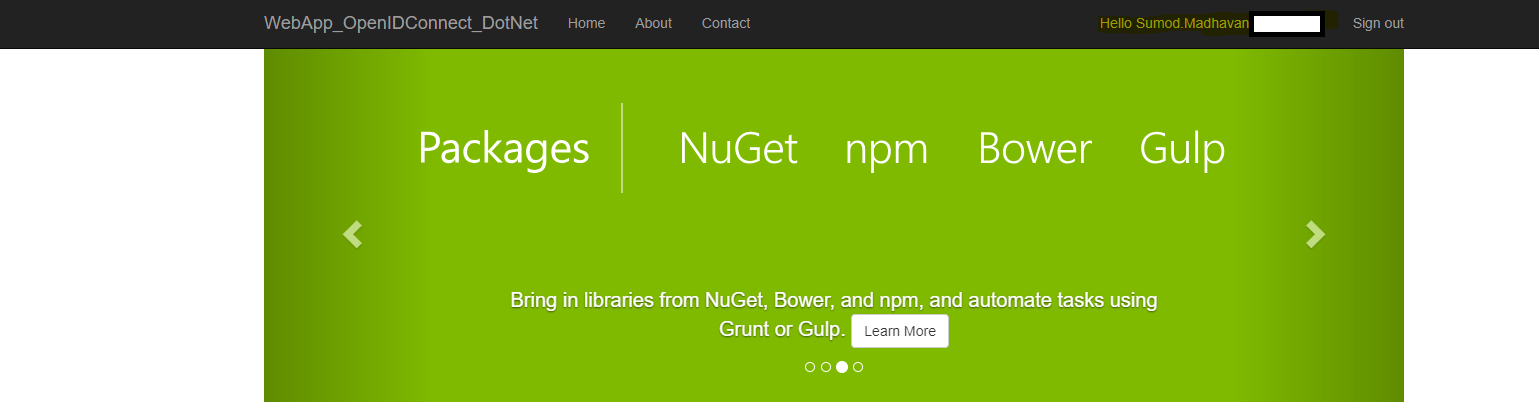 WebApp_OpenIDConnect_DotNet Home About Contact Hello Sumod.Madhavan Sign out
Packages NuGet npm Bower Gulp
Bring in libraries from NuGet, Bower, and npm, and automate tasks using
Grunt or Gulp. Learn More